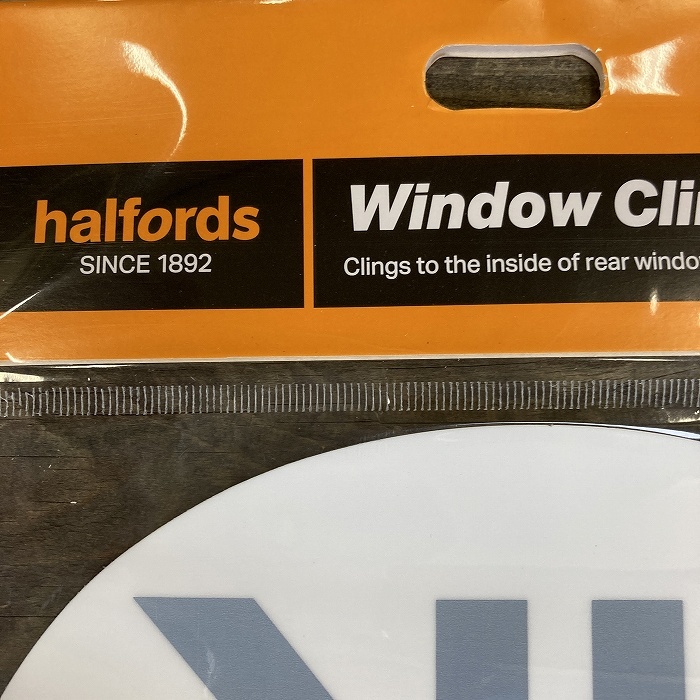 halfords
SINCE 1892
Window Cli
Clings to the inside of rear windo